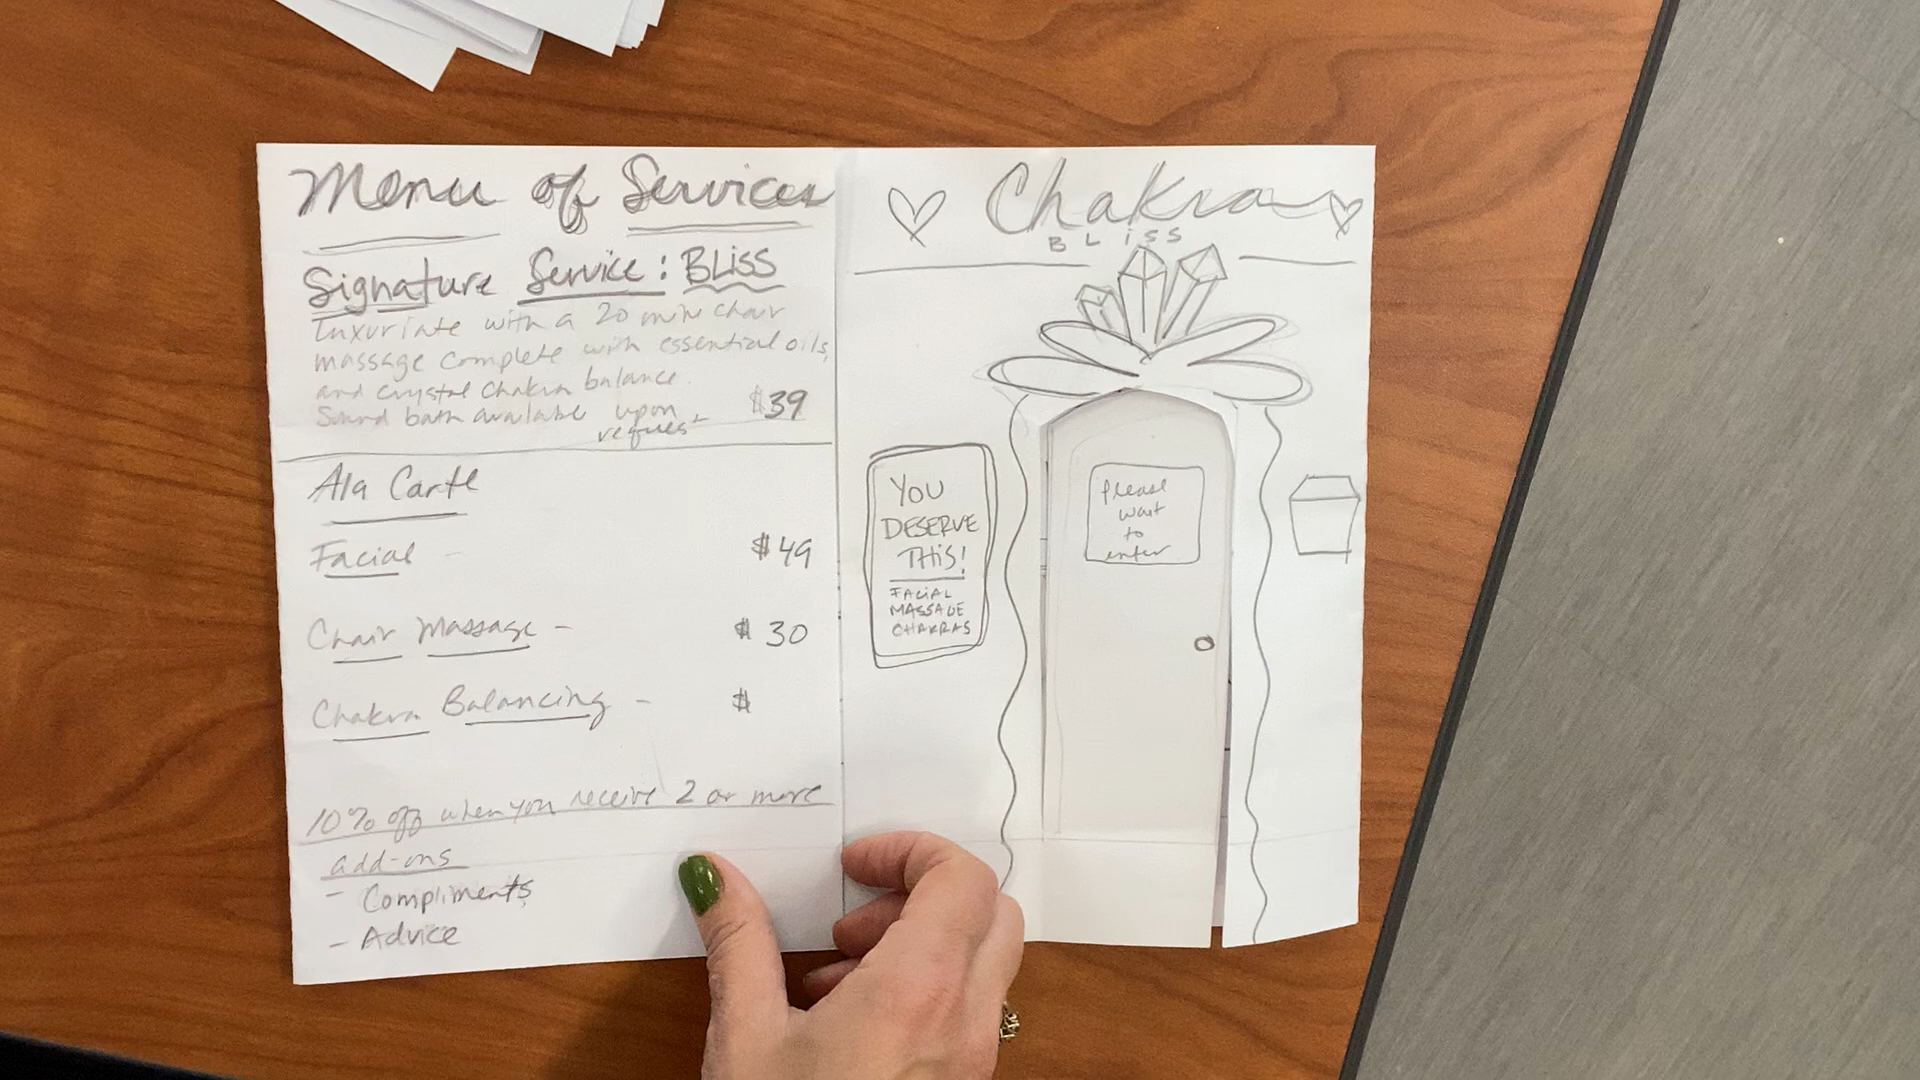 Menu of Services
Signature Service: BLiSS
luxuriate with a 20 min chair
massage complete with essential oils,
and crystal chakra balance.
Sound bath available upon
request
$39
Ala Carte
Facial - $49
Chair Massage - $30
Chakra Balancing - $
10% off when you receive 2 or more
add-ons
- Compliments
- Advice
Chakra
BLiSS
YOU
DESERVE
THiS!
FACIAL
MASSAGE
CHAKRAS
please
wait
to
enter